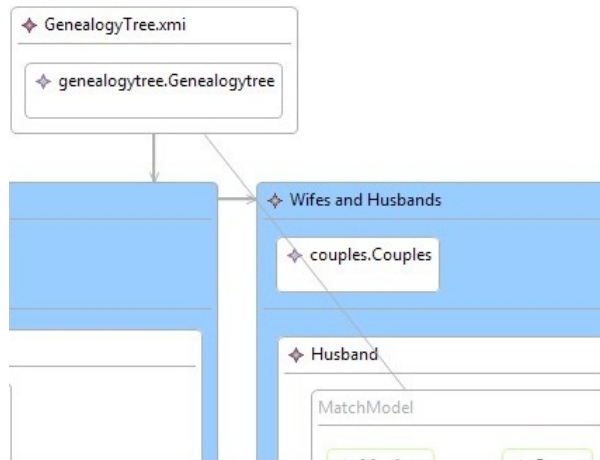 GenealogyTree.xmi
genealogytree.Genealogytree
Wifes and Husbands
couples.Couples
Husband
MatchModel